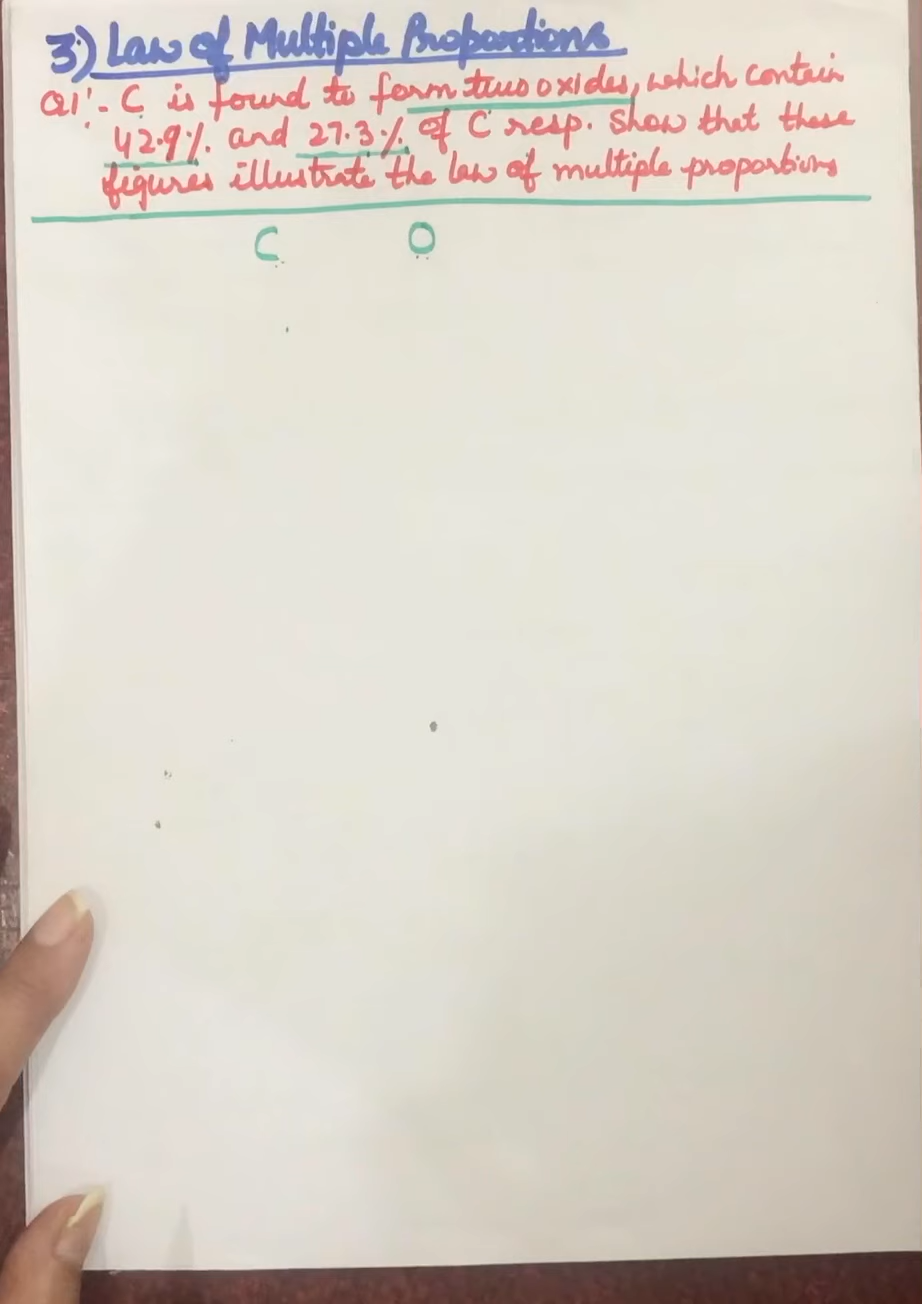 3) Law of Multiple Proportions
Q1:- C is found to form two oxides, which contain
42.9%. and 27.3%. of C resp. Show that these
figures illustrate the law of multiple proportions
C O